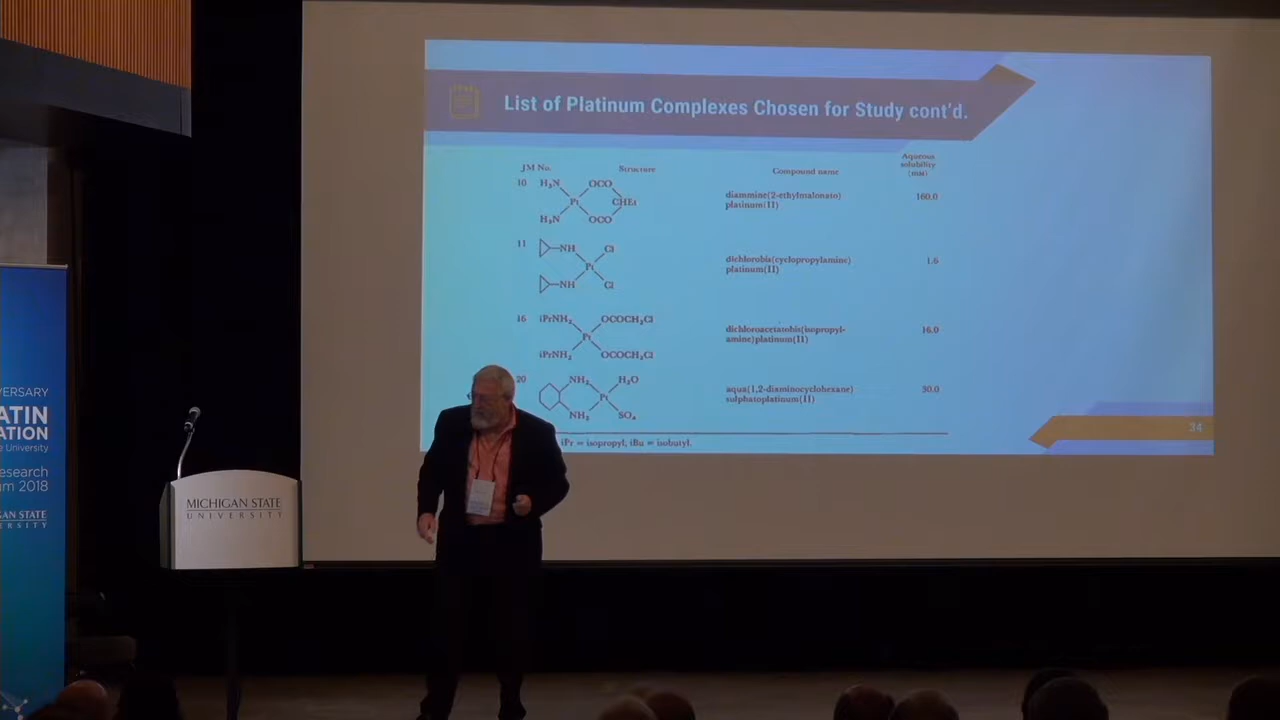 List of Platinum Complexes Chosen for Study cont'd.
JM No. Structure Compound name Aqueous solubility (mM)
10 H₃N OCO
Pt CHEt
H₃N OCO
diammine(2-ethylmalonato)
platinum(II)
160.0
11 NH Cl
Pt
NH Cl
dichlorobis(cyclopropylamine)
platinum(II)
1.6
16 iPrNH₂ OCOCH₂Cl
Pt
iPrNH₂ OCOCH₂Cl
dichloroacetatobis(isopropyl-
amine)platinum(II)
16.0
20 NH₂ H₂O
Pt
NH₂ SO₄
aqua(1,2-diaminocyclohexane)
sulphatoplatinum(II)
30.0
iPr = isopropyl, iBu = isobutyl.
34
VERSARY
ATIN
ATION
e University
esearch
m 2018
AN STATE
ERSITY
MICHIGAN STATE
UNIVERSITY